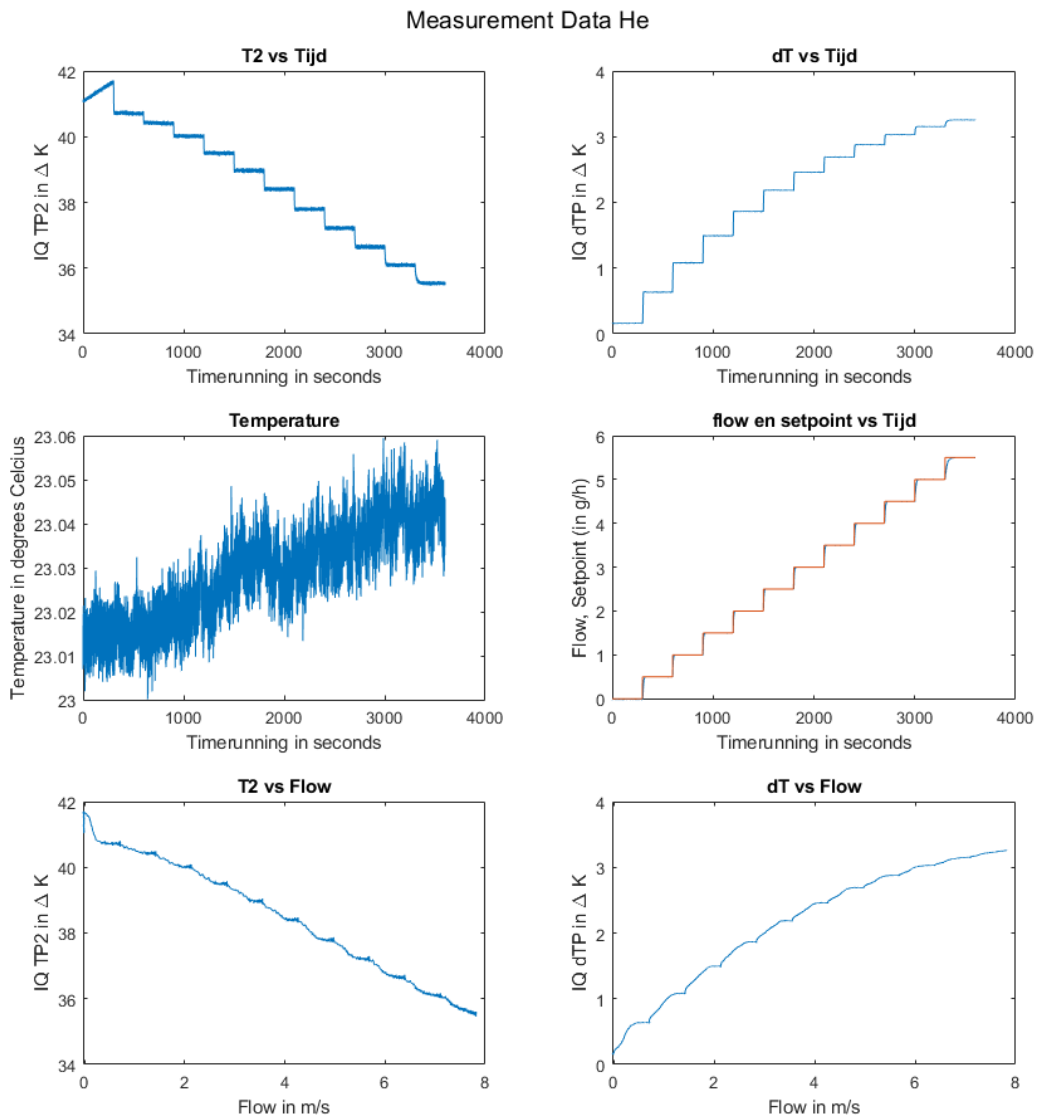 Measurement Data He
T2 vs Tijd
IQ TP2 in Δ K
42
40
38
36
34
0 1000 2000 3000 4000
Timerunning in seconds
dT vs Tijd
IQ dTP in Δ K
4
3
2
1
0
0 1000 2000 3000 4000
Timerunning in seconds
Temperature
Temperature in degrees Celcius
23.06
23.05
23.04
23.03
23.02
23.01
23
0 1000 2000 3000 4000
Timerunning in seconds
flow en setpoint vs Tijd
Flow, Setpoint (in g/h)
6
5
4
3
2
1
0
0 1000 2000 3000 4000
Timerunning in seconds
T2 vs Flow
IQ TP2 in Δ K
42
40
38
36
34
0 2 4 6 8
Flow in m/s
dT vs Flow
IQ dTP in Δ K
4
3
2
1
0
0 2 4 6 8
Flow in m/s